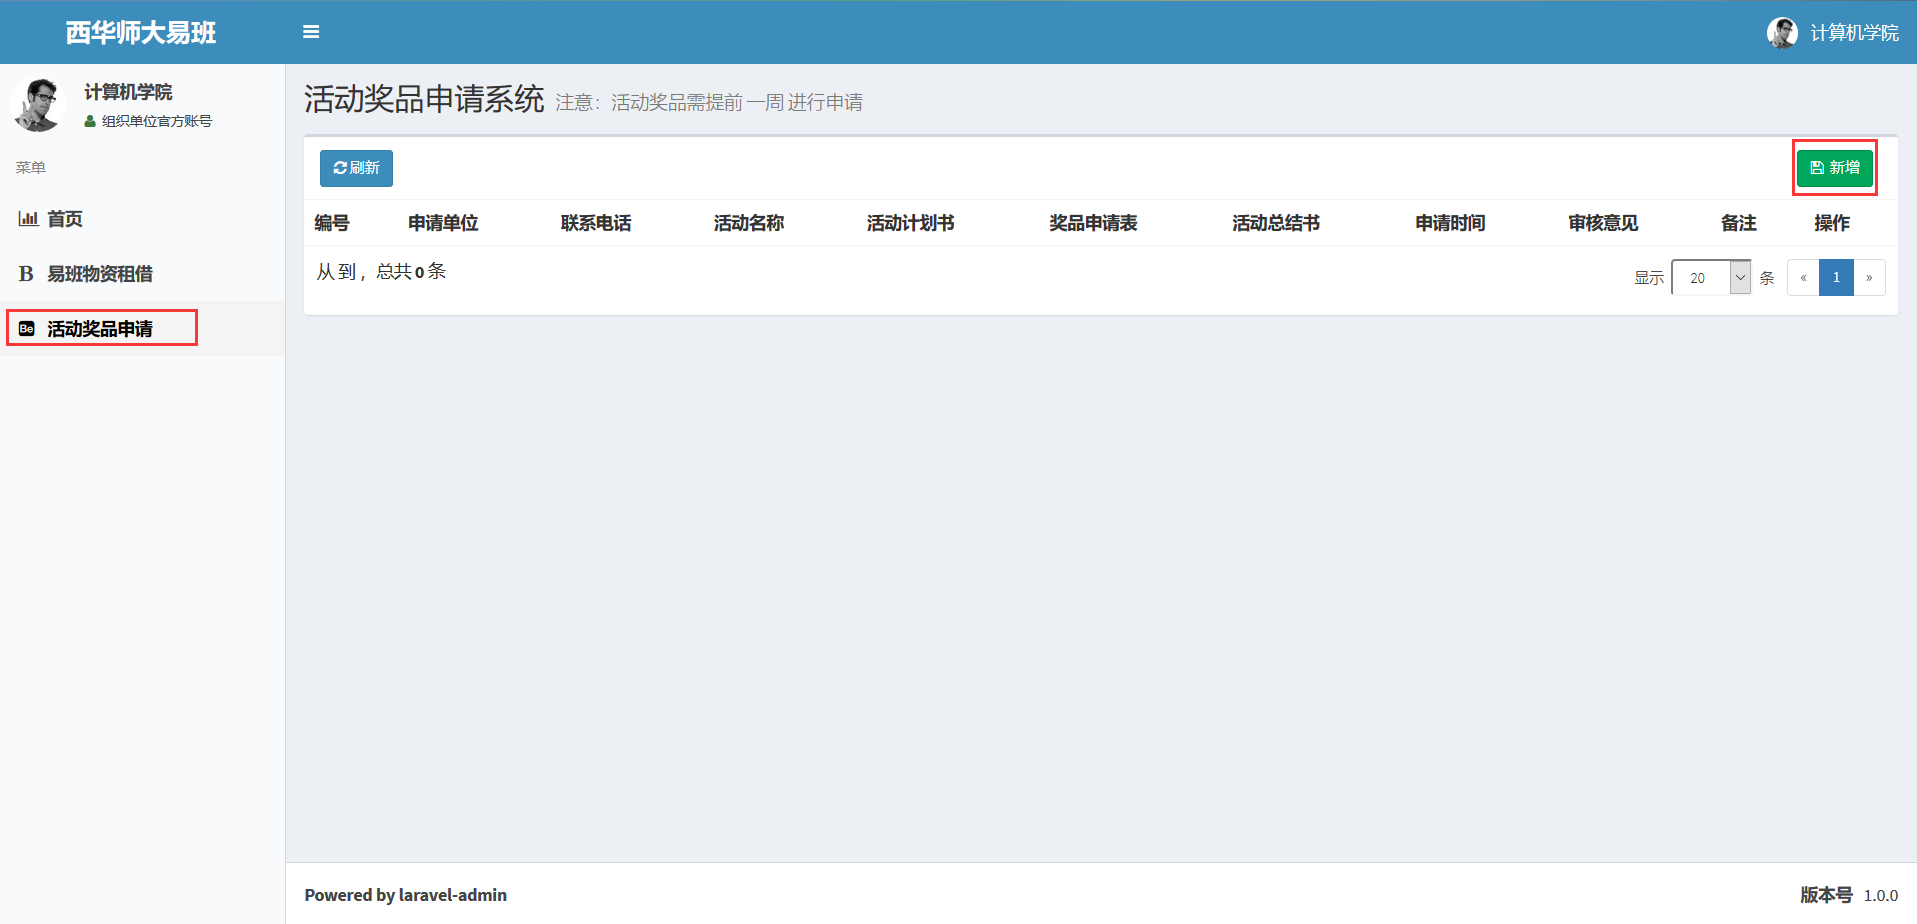 西华师大易班
计算机学院
计算机学院
组织单位官方账号
菜单
首页
B 易班物资租借
Be 活动奖品申请
活动奖品申请系统 注意：活动奖品需提前一周进行申请
刷新
新增
编号 申请单位 联系电话 活动名称 活动计划书 奖品申请表 活动总结书 申请时间 审核意见 备注 操作
从 到 ，总共 0 条
显示 20 条 « 1 »
Powered by laravel-admin
版本号 1.0.0